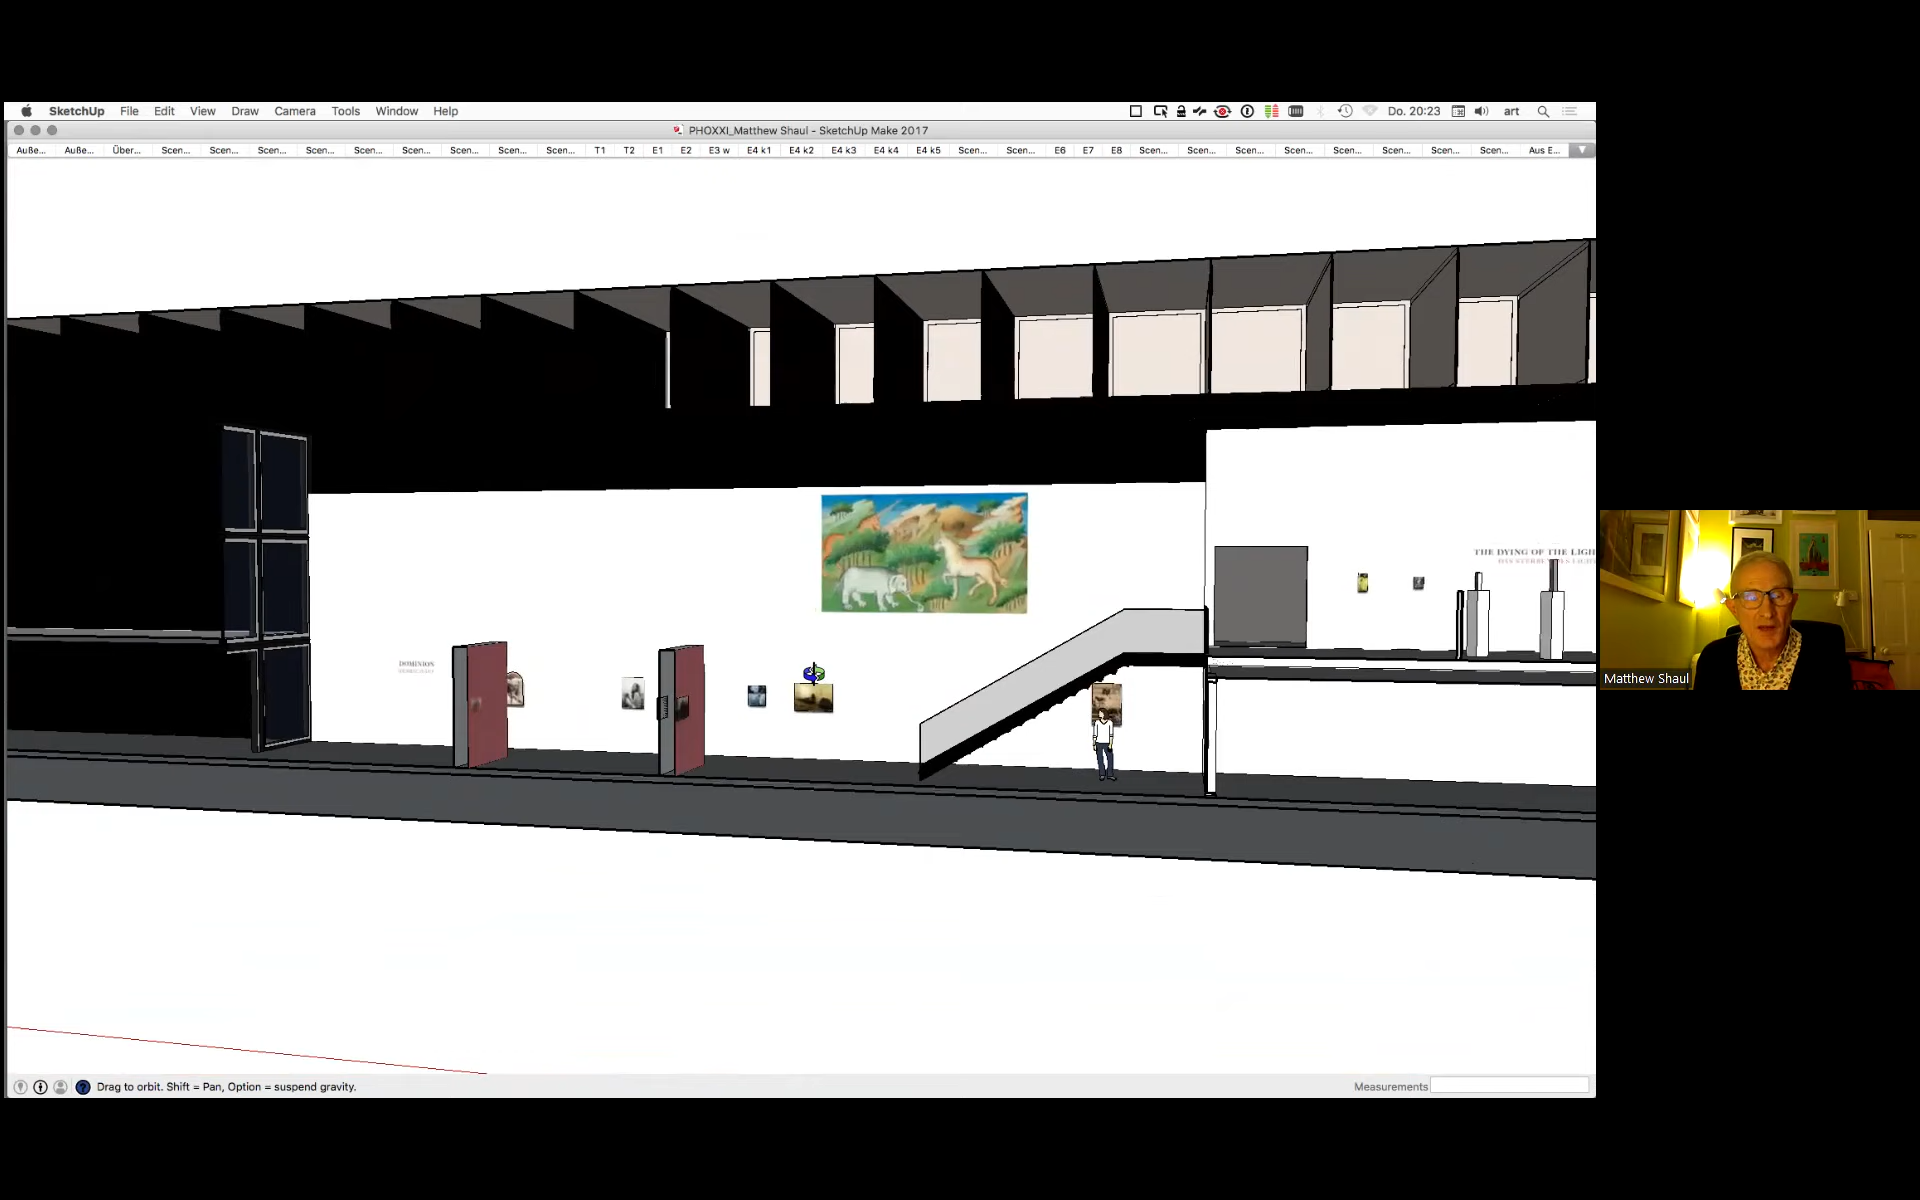 SketchUp File Edit View Draw Camera Tools Window Help Do. 20:23 art
PHOXXI_Matthew Shaul - SketchUp Make 2017
Auße... Auße... Über... Scen... Scen... Scen... Scen... Scen... Scen... Scen... Scen... Scen... T1 T2 E1 E2 E3 w E4 k1 E4 k2 E4 k3 E4 k4 E4 k5 Scen... Scen... E6 E7 E8 Scen... Scen... Scen... Scen... Scen... Scen... Scen... Scen... Aus E...
THE DYING OF THE LIGH
DOMINION
Matthew Shaul
Drag to orbit. Shift = Pan, Option = suspend gravity.
Measurements